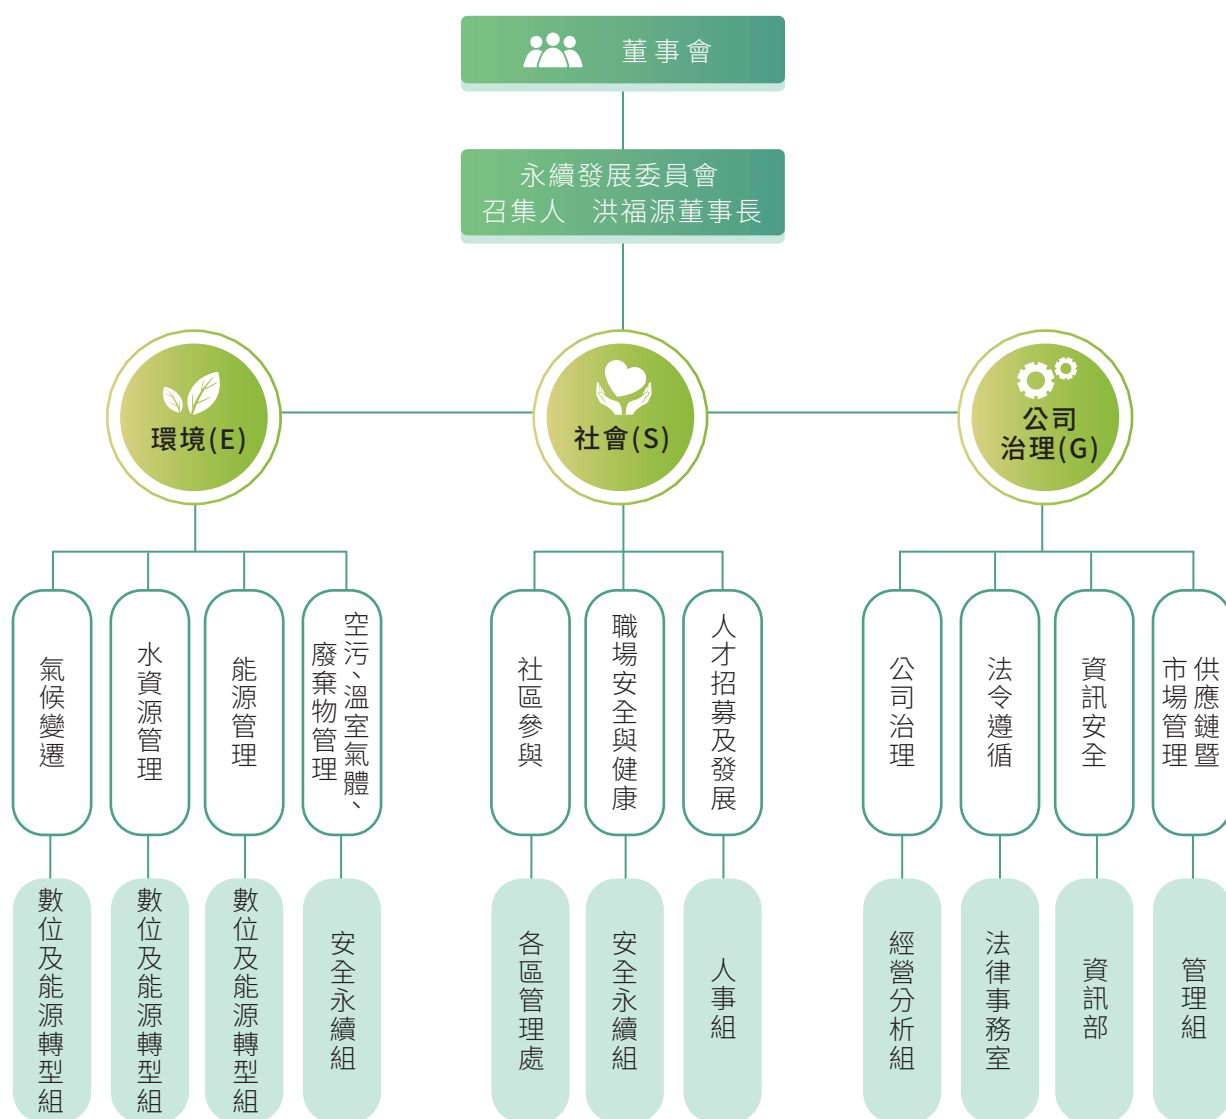 董事會
永續發展委員會
召集人 洪福源董事長
環境(E)
社會(S)
公司
治理(G)
氣候變遷
水資源管理
能源管理
空污、溫室氣體、
廢棄物管理
社區參與
職場安全與健康
人才招募及發展
公司治理
法令遵循
資訊安全
供應鏈暨
市場管理
數位及能源轉型組
數位及能源轉型組
數位及能源轉型組
安全永續組
各區管理處
安全永續組
人事組
經營分析組
法律事務室
資訊部
管理組